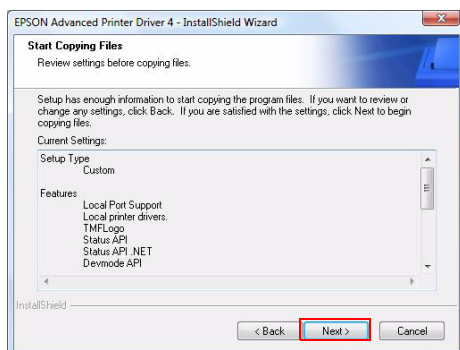 EPSON Advanced Printer Driver 4 - InstallShield Wizard
Start Copying Files
Review settings before copying files.
Setup has enough information to start copying the program files. If you want to review or
change any settings, click Back. If you are satisfied with the settings, click Next to begin
copying files.
Current Settings:
Setup Type
Custom
Features
Local Port Support
Local printer drivers.
TMFLogo
Status API
Status API .NET
Devmode API
InstallShield
< Back Next > Cancel